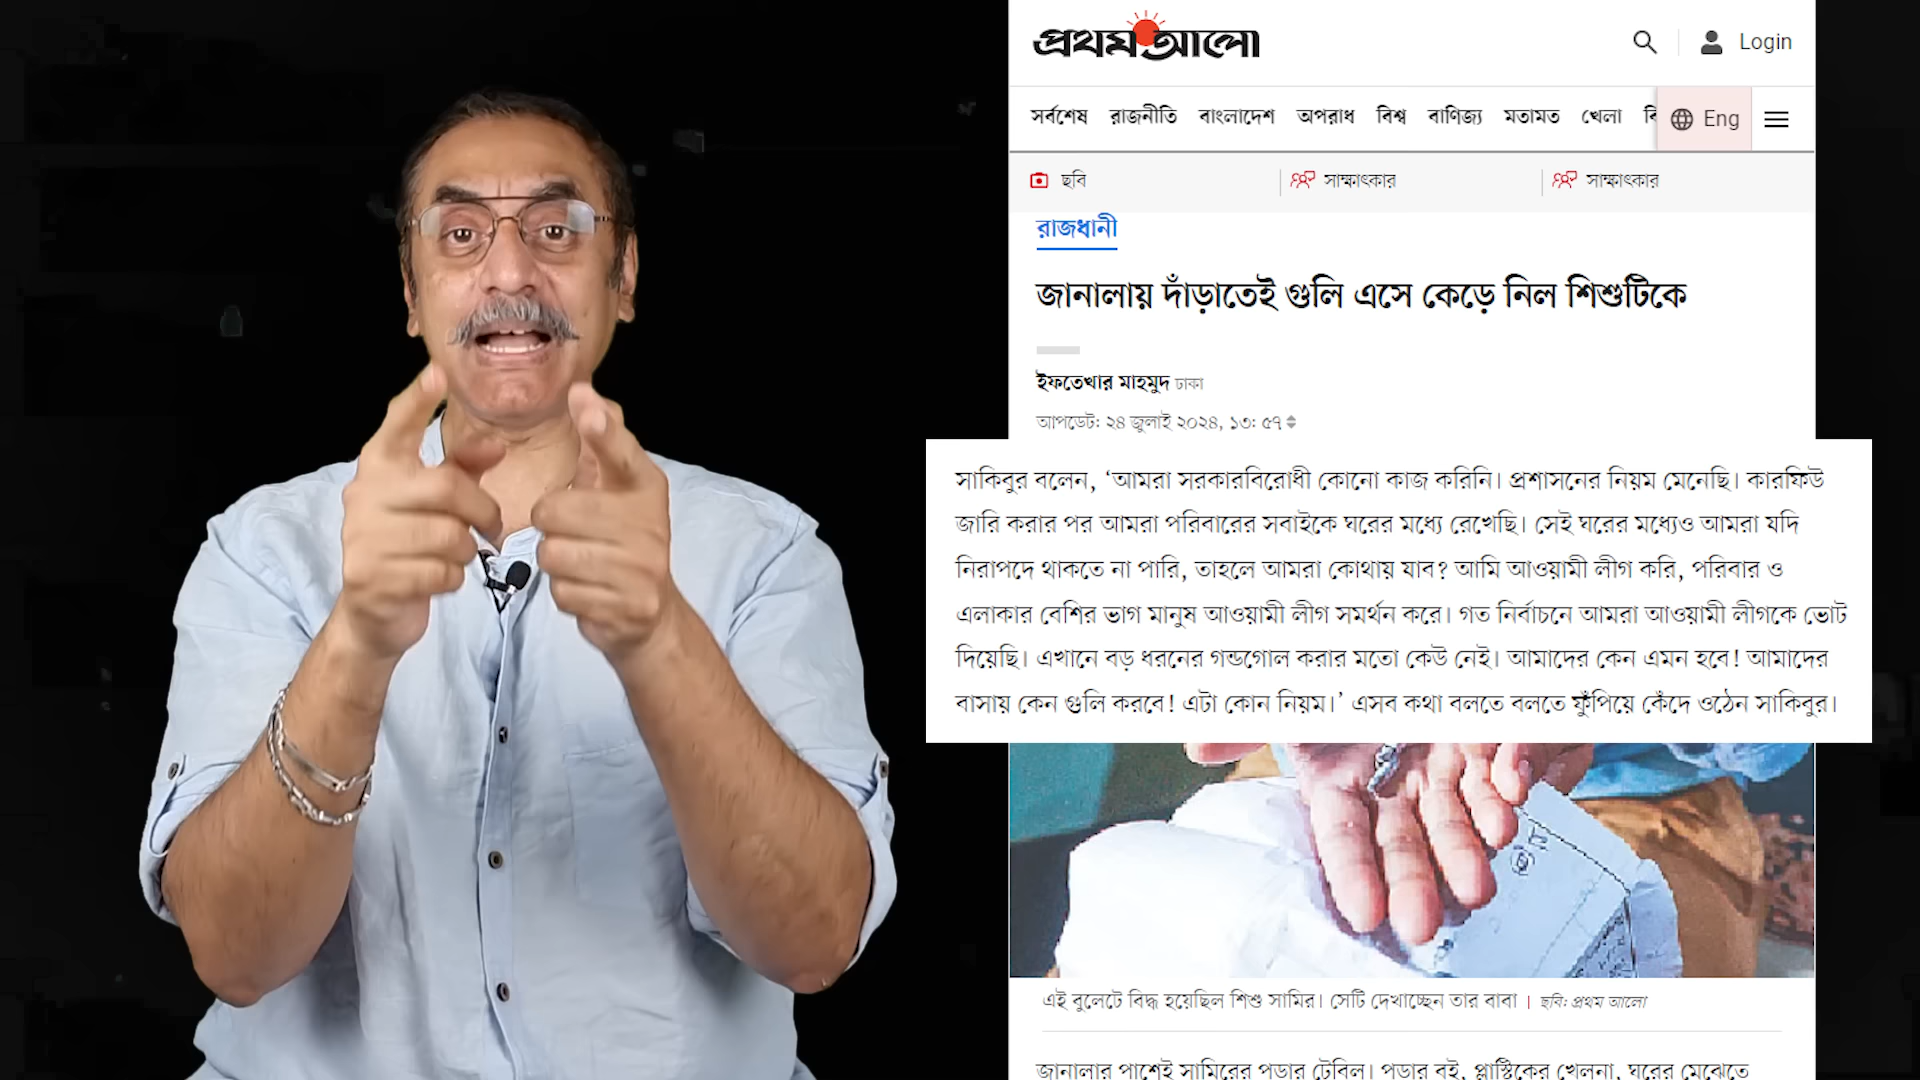 প্রথম আলো
Login
সর্বশেষ রাজনীতি বাংলাদেশ অপরাধ বিশ্ব বাণিজ্য মতামত খেলা
Eng
ছবি
সাক্ষাৎকার
সাক্ষাৎকার
রাজধানী
জানালায় দাঁড়াতেই গুলি এসে কেড়ে নিল শিশুটিকে
ইফতেখার মাহমুদ ঢাকা
আপডেট: ২৪ জুলাই ২০২৪, ১৩: ৫৭
সাকিবুর বলেন, ‘আমরা সরকারবিরোধী কোনো কাজ করিনি। প্রশাসনের নিয়ম মেনেছি। কারফিউ
জারি করার পর আমরা পরিবারের সবাইকে ঘরের মধ্যে রেখেছি। সেই ঘরের মধ্যেও আমরা যদি
নিরাপদে থাকতে না পারি, তাহলে আমরা কোথায় যাব? আমি আওয়ামী লীগ করি, পরিবার ও
এলাকার বেশির ভাগ মানুষ আওয়ামী লীগ সমর্থন করে। গত নির্বাচনে আমরা আওয়ামী লীগকে ভোট
দিয়েছি। এখানে বড় ধরনের গন্ডগোল করার মতো কেউ নেই। আমাদের কেন এমন হবে! আমাদের
বাসায় কেন গুলি করবে! এটা কোন নিয়ম।’ এসব কথা বলতে বলতে ফুঁপিয়ে কেঁদে ওঠেন সাকিবুর।
এই বুলেটে বিদ্ধ হয়েছিল শিশু সামির। সেটি দেখাচ্ছেন তার বাবা | ছবি: প্রথম আলো
জানালার পাশেই সামিরের পড়ার টেবিল। পড়ার বই, প্লাস্টিকের খেলনা, ঘরের মেঝেতে